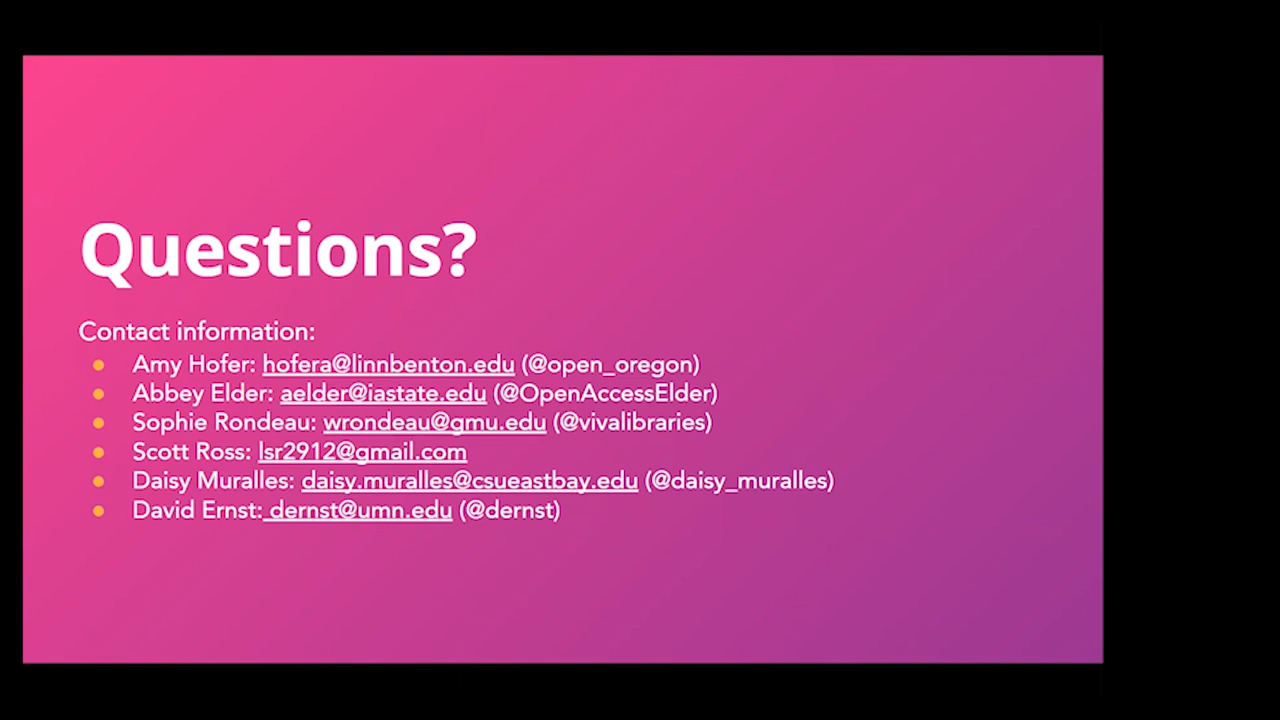 Questions?
Contact information:
● Amy Hofer: hofera@linnbenton.edu (@open_oregon)
● Abbey Elder: aelder@iastate.edu (@OpenAccessElder)
● Sophie Rondeau: wrondeau@gmu.edu (@vivalibraries)
● Scott Ross: lsr2912@gmail.com
● Daisy Muralles: daisy.muralles@csueastbay.edu (@daisy_muralles)
● David Ernst: dernst@umn.edu (@dernst)